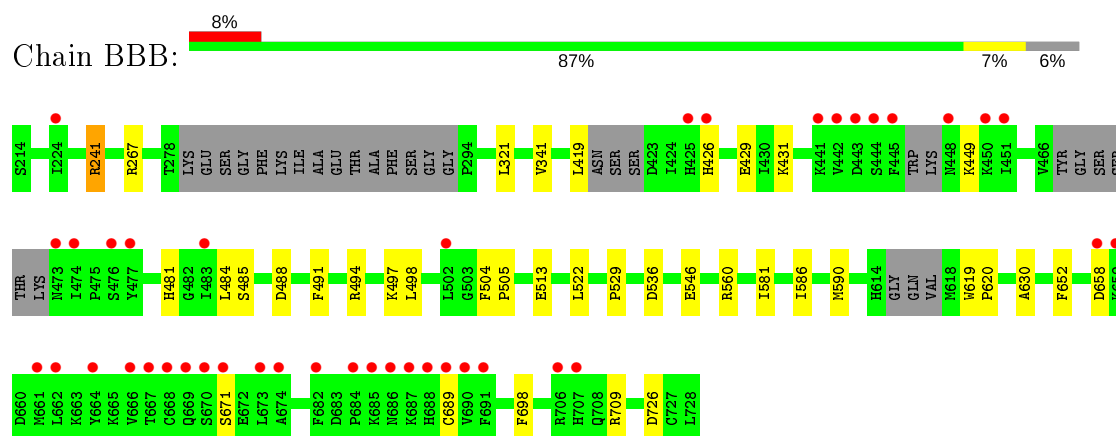 8%
Chain BBB:
87% 7% 6%
S214 I224 R241 R267 T278 LYS GLU SER GLY PHE LYS ILE ALA GLU THR ALA PHE SER GLY GLY P294 L321 V341 L419 ASN SER SER D423 I424 H425 H426 E429 I430 K431 K441 V442 D443 S444 F445 TRP LYS N448 K449 K450 I451 V466 TYR GLY SER
THR LYS N473 I474 P475 S476 Y477 H481 G482 I483 L484 S485 D488 F491 R494 K497 L498 L502 G503 F504 P505 E513 L522 P529 D536 E546 R560 I581 I586 M590 H614 GLY GLN VAL M618 W619 P620 A630 F652 D658
D660 M661 L662 K663 Y664 K665 V666 T667 C668 Q669 S670 S671 E672 L673 A674 F682 D683 P684 K685 N686 K687 H688 C689 V690 F691 F698 R706 H707 Q708 R709 D726 C727 L728